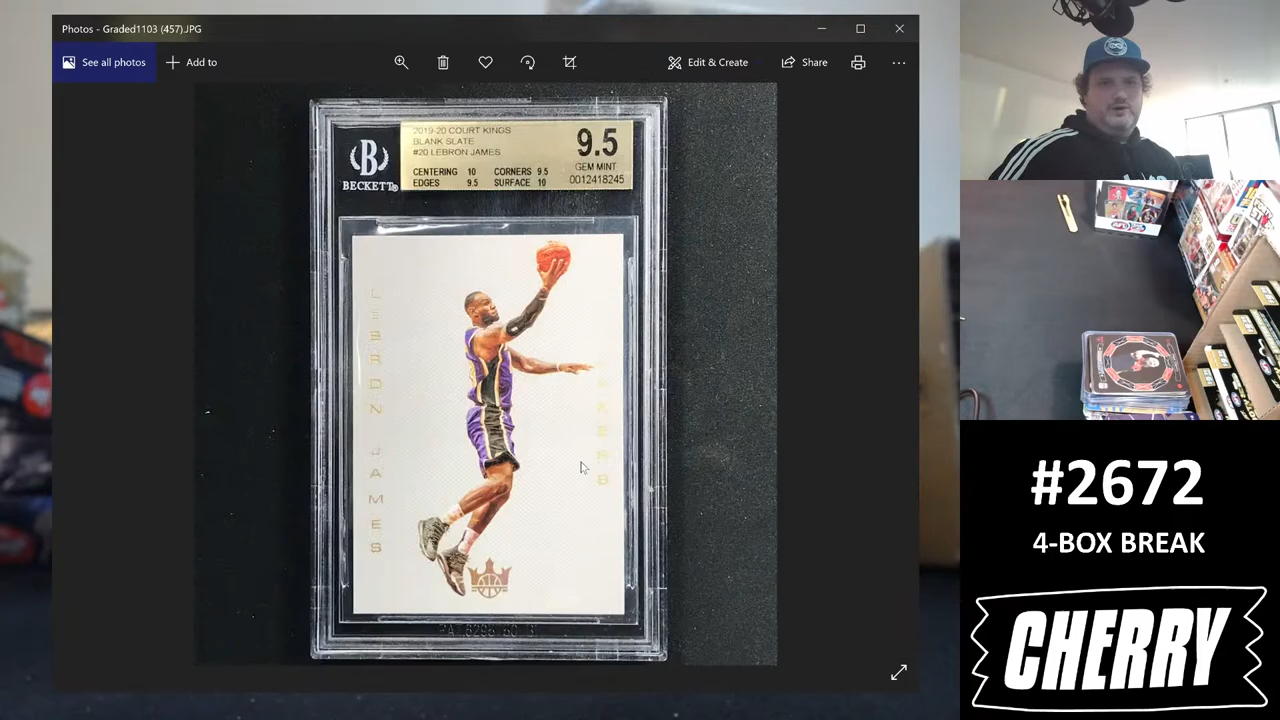 Photos - Graded1103 (457).JPG
See all photos
Add to
Edit & Create
Share
2019-20 COURT KINGS
BLANK SLATE
#20 LEBRON JAMES
CENTERING 10 CORNERS 9.5
EDGES 9.5 SURFACE 10
9.5
GEM MINT
0012418245
B
BECKETT
LEBRON JAMES
#2672
4-BOX BREAK
CHERRY